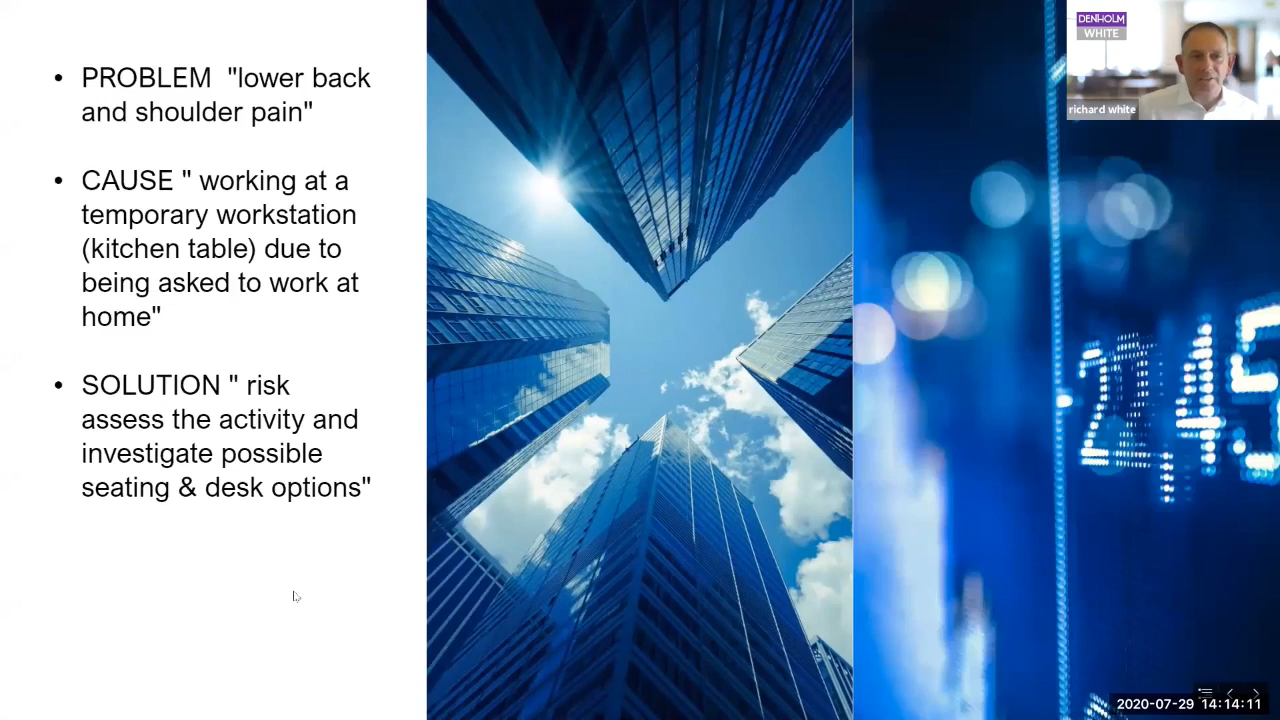 • PROBLEM "lower back
and shoulder pain"
• CAUSE " working at a
temporary workstation
(kitchen table) due to
being asked to work at
home"
• SOLUTION " risk
assess the activity and
investigate possible
seating & desk options"
DENHOLM
WHITE
richard white
2020-07-29 14:14:11